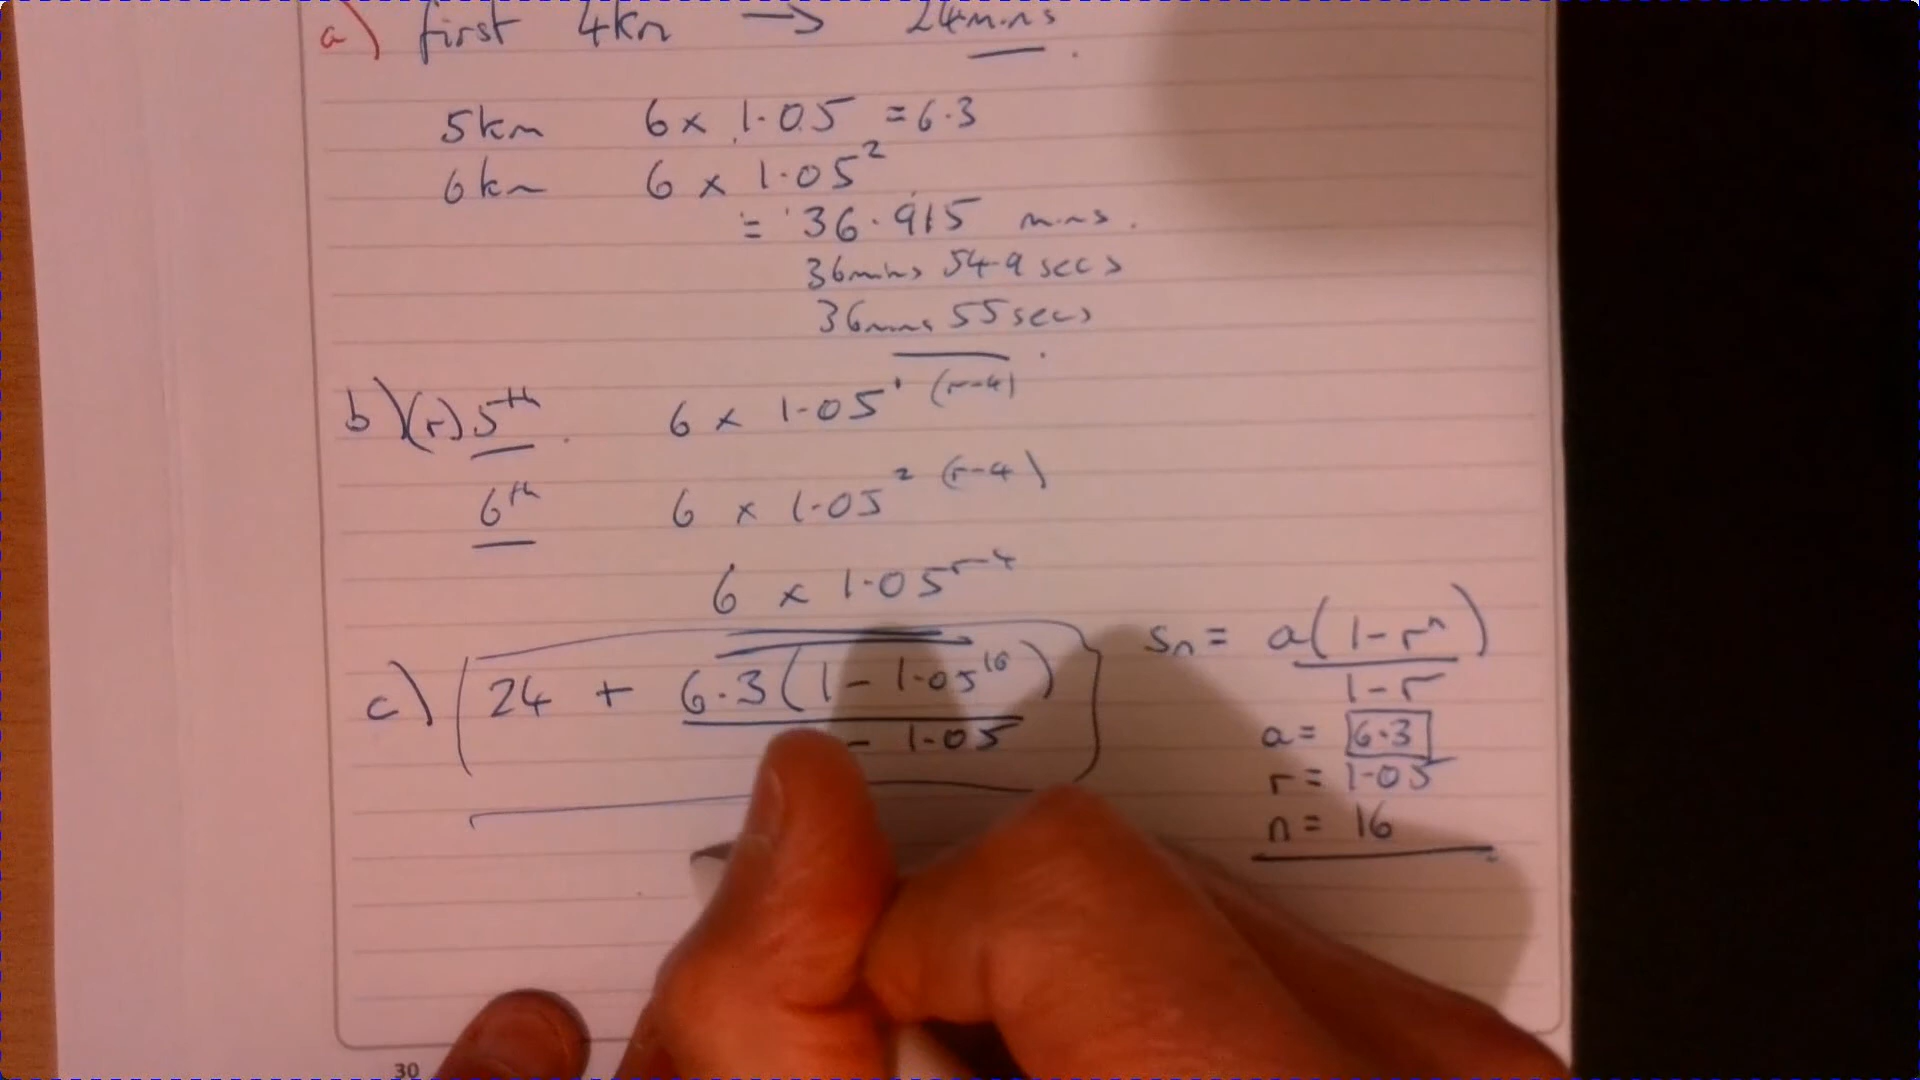 a) first 4km → 24mins
5km 6 × 1.05 = 6.3
6km 6 × 1.05²
= 36.915 mins.
36mins 54.9 secs
36mins 55secs
b) (r) 5th. 6 × 1.05¹ (r-4)
6th 6 × 1.05² (r-4)
6 × 1.05^(r-4)
c) 24 + 6.3(1 - 1.05^16)
- 1.05
Sn = a(1 - r^n)
1 - r
a = 6.3
r = 1.05
n = 16
30